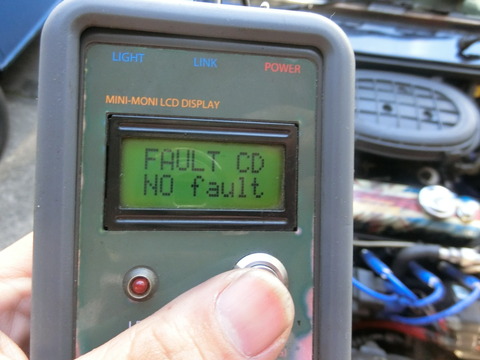 LIGHT LINK POWER
MINI-MONI LCD DISPLAY
FAULT CD
NO fault